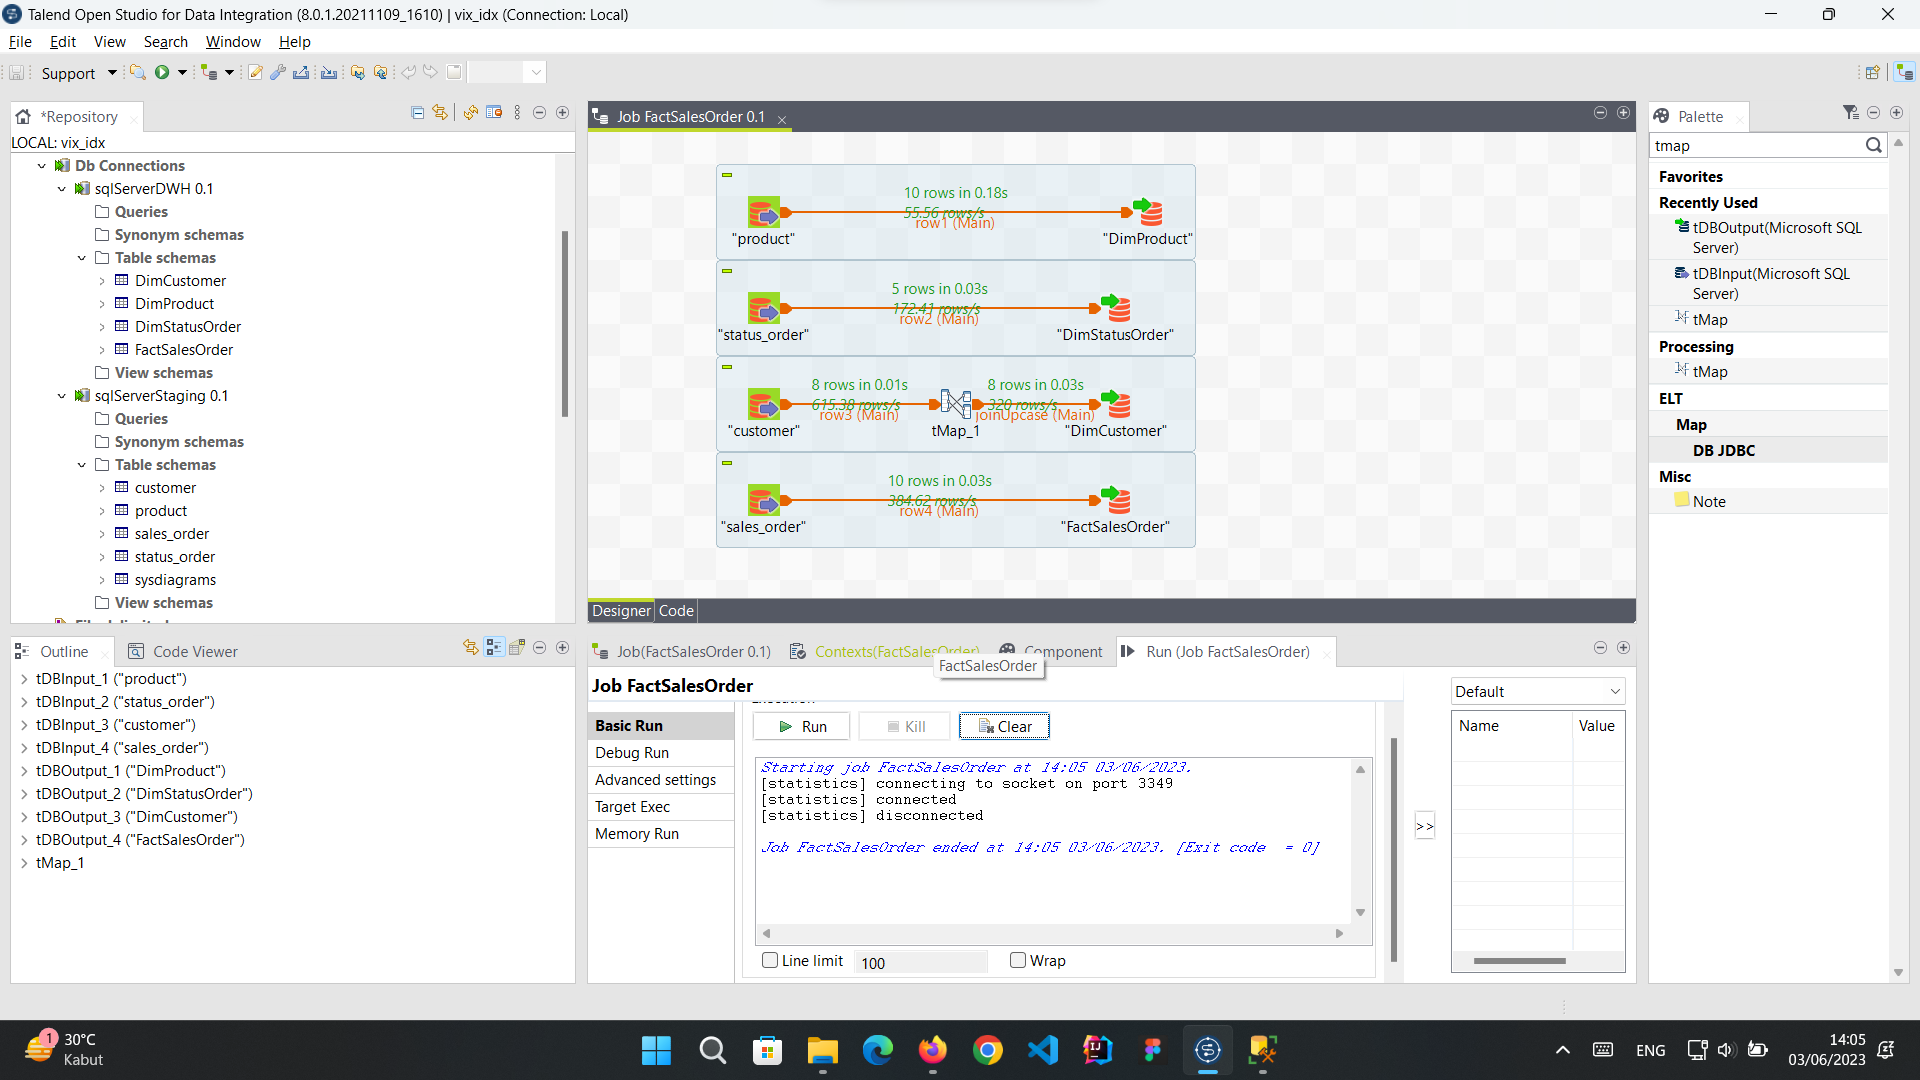 Talend Open Studio for Data Integration (8.0.1.20211109_1610) | vix_idx (Connection: Local)
File Edit View Search Window Help
Support
*Repository
LOCAL: vix_idx
Db Connections
sqlServerDWH 0.1
Queries
Synonym schemas
Table schemas
DimCustomer
DimProduct
DimStatusOrder
FactSalesOrder
View schemas
sqlServerStaging 0.1
Queries
Synonym schemas
Table schemas
customer
product
sales_order
status_order
sysdiagrams
View schemas
Job FactSalesOrder 0.1
10 rows in 0.18s
55.56 rows/s
row1 (Main)
"product"
"DimProduct"
5 rows in 0.03s
172.41 rows/s
row2 (Main)
"status_order"
"DimStatusOrder"
8 rows in 0.01s
615.38 rows/s
row3 (Main)
8 rows in 0.03s
320 rows/s
joinUpcase (Main)
"customer"
tMap_1
"DimCustomer"
10 rows in 0.03s
384.62 rows/s
row4 (Main)
"sales_order"
"FactSalesOrder"
Designer Code
Palette
tmap
Favorites
Recently Used
tDBOutput(Microsoft SQL
Server)
tDBInput(Microsoft SQL
Server)
tMap
Processing
tMap
ELT
Map
DB JDBC
Misc
Note
Outline
Code Viewer
tDBInput_1 ("product")
tDBInput_2 ("status_order")
tDBInput_3 ("customer")
tDBInput_4 ("sales_order")
tDBOutput_1 ("DimProduct")
tDBOutput_2 ("DimStatusOrder")
tDBOutput_3 ("DimCustomer")
tDBOutput_4 ("FactSalesOrder")
tMap_1
Job(FactSalesOrder 0.1)
Contexts(FactSalesOrder)
Component
Run (Job FactSalesOrder)
FactSalesOrder
Job FactSalesOrder
Basic Run
Debug Run
Advanced settings
Target Exec
Memory Run
Run
Kill
Clear
Starting job FactSalesOrder at 14:05 03/06/2023.
[statistics] connecting to socket on port 3349
[statistics] connected
[statistics] disconnected
Job FactSalesOrder ended at 14:05 03/06/2023. [Exit code  = 0]
Line limit
100
Wrap
>>
Default
Name Value
1
30°C
Kabut
ENG
14:05
03/06/2023